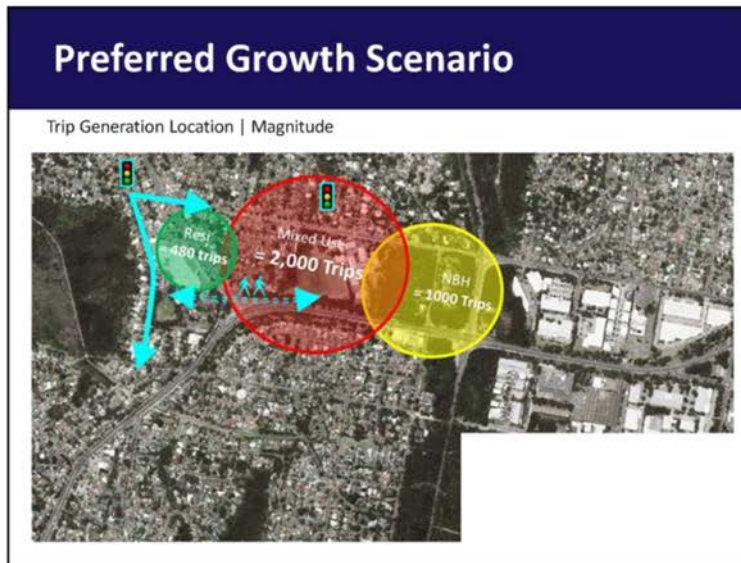 Preferred Growth Scenario
Trip Generation Location | Magnitude
Resi
= 480 trips
Mixed Use
= 2,000 Trips
NBH
= 1000 Trips